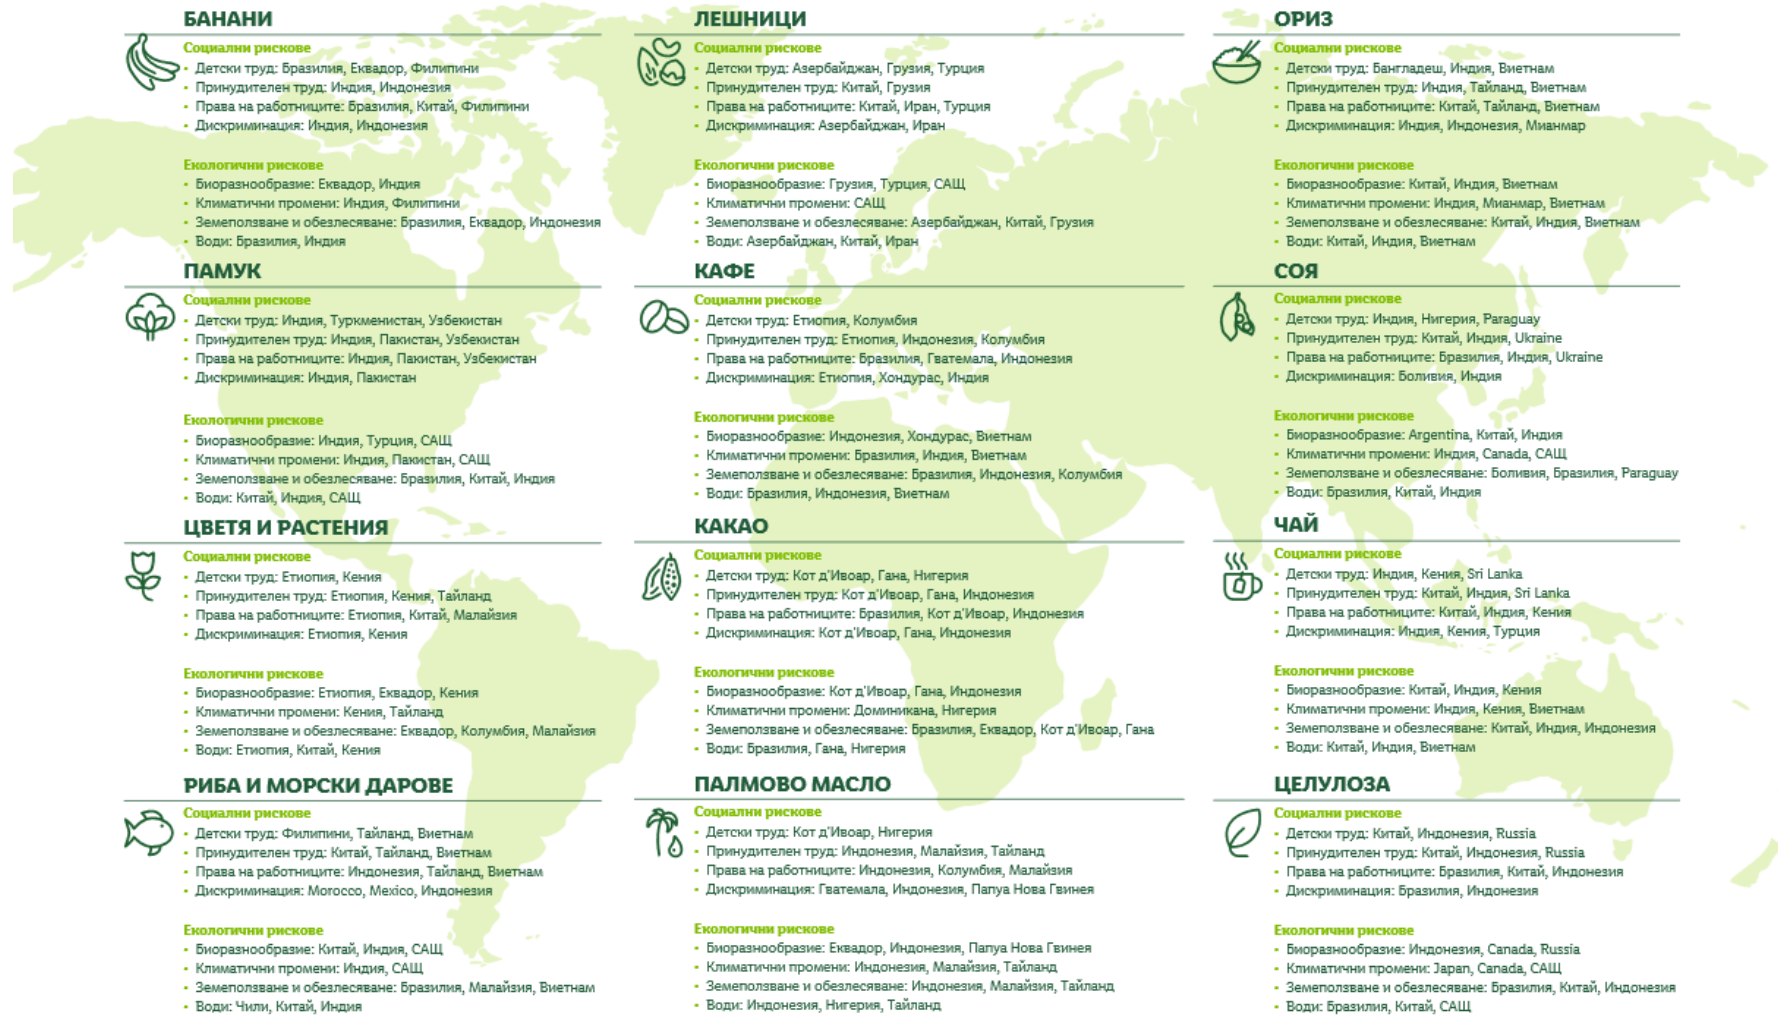 БАНАНИ
Социални рискове
Детски труд: Бразилия, Еквадор, Филипини
Принудителен труд: Индия, Индонезия
Права на работниците: Бразилия, Китай, Филипини
Дискриминация: Индия, Индонезия
Екологични рискове
Биоразнообразие: Еквадор, Индия
Климатични промени: Индия, Филипини
Земеползване и обезлесяване: Бразилия, Еквадор, Индонезия
Води: Бразилия, Индия
ПАМУК
Социални рискове
Детски труд: Индия, Туркменистан, Узбекистан
Принудителен труд: Индия, Пакистан, Узбекистан
Права на работниците: Индия, Пакистан, Узбекистан
Дискриминация: Индия, Пакистан
Екологични рискове
Биоразнообразие: Индия, Турция, САЩ
Климатични промени: Индия, Пакистан, САЩ
Земеползване и обезлесяване: Бразилия, Китай, Индия
Води: Китай, Индия, САЩ
ЦВЕТЯ И РАСТЕНИЯ
Социални рискове
Детски труд: Етиопия, Кения
Принудителен труд: Етиопия, Кения, Тайланд
Права на работниците: Етиопия, Китай, Малайзия
Дискриминация: Етиопия, Кения
Екологични рискове
Биоразнообразие: Етиопия, Еквадор, Кения
Климатични промени: Кения, Тайланд
Земеползване и обезлесяване: Еквадор, Колумбия, Малайзия
Води: Етиопия, Китай, Кения
РИБА И МОРСКИ ДАРОВЕ
Социални рискове
Детски труд: Филипини, Тайланд, Виетнам
Принудителен труд: Китай, Тайланд, Виетнам
Права на работниците: Индонезия, Тайланд, Виетнам
Дискриминация: Morocco, Mexico, Индонезия
Екологични рискове
Биоразнообразие: Китай, Индия, САЩ
Климатични промени: Индия, САЩ
Земеползване и обезлесяване: Бразилия, Малайзия, Виетнам
Води: Чили, Китай, Индия
ЛЕШНИЦИ
Социални рискове
Детски труд: Азербайджан, Грузия, Турция
Принудителен труд: Китай, Грузия
Права на работниците: Китай, Иран, Турция
Дискриминация: Азербайджан, Иран
Екологични рискове
Биоразнообразие: Грузия, Турция, САЩ
Климатични промени: САЩ
Земеползване и обезлесяване: Азербайджан, Китай, Грузия
Води: Азербайджан, Китай, Иран
КАФЕ
Социални рискове
Детски труд: Етиопия, Колумбия
Принудителен труд: Етиопия, Индонезия, Колумбия
Права на работниците: Бразилия, Гватемала, Индонезия
Дискриминация: Етиопия, Хондурас, Индия
Екологични рискове
Биоразнообразие: Индонезия, Хондурас, Виетнам
Климатични промени: Бразилия, Индия, Виетнам
Земеползване и обезлесяване: Бразилия, Индонезия, Колумбия
Води: Бразилия, Индонезия, Виетнам
КАКАО
Социални рискове
Детски труд: Кот д'Ивоар, Гана, Нигерия
Принудителен труд: Кот д'Ивоар, Гана, Индонезия
Права на работниците: Бразилия, Кот д'Ивоар, Индонезия
Дискриминация: Кот д'Ивоар, Гана, Индонезия
Екологични рискове
Биоразнообразие: Кот д'Ивоар, Гана, Индонезия
Климатични промени: Доминикана, Нигерия
Земеползване и обезлесяване: Бразилия, Еквадор, Кот д'Ивоар, Гана
Води: Бразилия, Гана, Нигерия
ПАЛМОВО МАСЛО
Социални рискове
Детски труд: Кот д'Ивоар, Нигерия
Принудителен труд: Индонезия, Малайзия, Тайланд
Права на работниците: Индонезия, Колумбия, Малайзия
Дискриминация: Гватемала, Индонезия, Папуа Нова Гвинея
Екологични рискове
Биоразнообразие: Еквадор, Индонезия, Папуа Нова Гвинея
Климатични промени: Индонезия, Малайзия, Тайланд
Земеползване и обезлесяване: Индонезия, Малайзия, Тайланд
Води: Индонезия, Нигерия, Тайланд
ОРИЗ
Социални рискове
Детски труд: Бангладеш, Индия, Виетнам
Принудителен труд: Индия, Тайланд, Виетнам
Права на работниците: Китай, Тайланд, Виетнам
Дискриминация: Индия, Индонезия, Мианмар
Екологични рискове
Биоразнообразие: Китай, Индия, Виетнам
Климатични промени: Индия, Мианмар, Виетнам
Земеползване и обезлесяване: Китай, Индия, Виетнам
Води: Китай, Индия, Виетнам
СОЯ
Социални рискове
Детски труд: Индия, Нигерия, Paraguay
Принудителен труд: Китай, Индия, Ukraine
Права на работниците: Бразилия, Индия, Ukraine
Дискриминация: Боливия, Индия
Екологични рискове
Биоразнообразие: Argentina, Китай, Индия
Климатични промени: Индия, Canada, САЩ
Земеползване и обезлесяване: Боливия, Бразилия, Paraguay
Води: Бразилия, Китай, Индия
ЧАЙ
Социални рискове
Детски труд: Индия, Кения, Sri Lanka
Принудителен труд: Китай, Индия, Sri Lanka
Права на работниците: Китай, Индия, Кения
Дискриминация: Индия, Кения, Турция
Екологични рискове
Биоразнообразие: Китай, Индия, Кения
Климатични промени: Индия, Кения, Виетнам
Земеползване и обезлесяване: Китай, Индия, Индонезия
Води: Китай, Индия, Виетнам
ЦЕЛУЛОЗА
Социални рискове
Детски труд: Китай, Индонезия, Russia
Принудителен труд: Китай, Индонезия, Russia
Права на работниците: Бразилия, Китай, Индонезия
Дискриминация: Бразилия, Индонезия
Екологични рискове
Биоразнообразие: Индонезия, Canada, Russia
Климатични промени: Japan, Canada, САЩ
Земеползване и обезлесяване: Бразилия, Китай, Индонезия
Води: Бразилия, Китай, САЩ